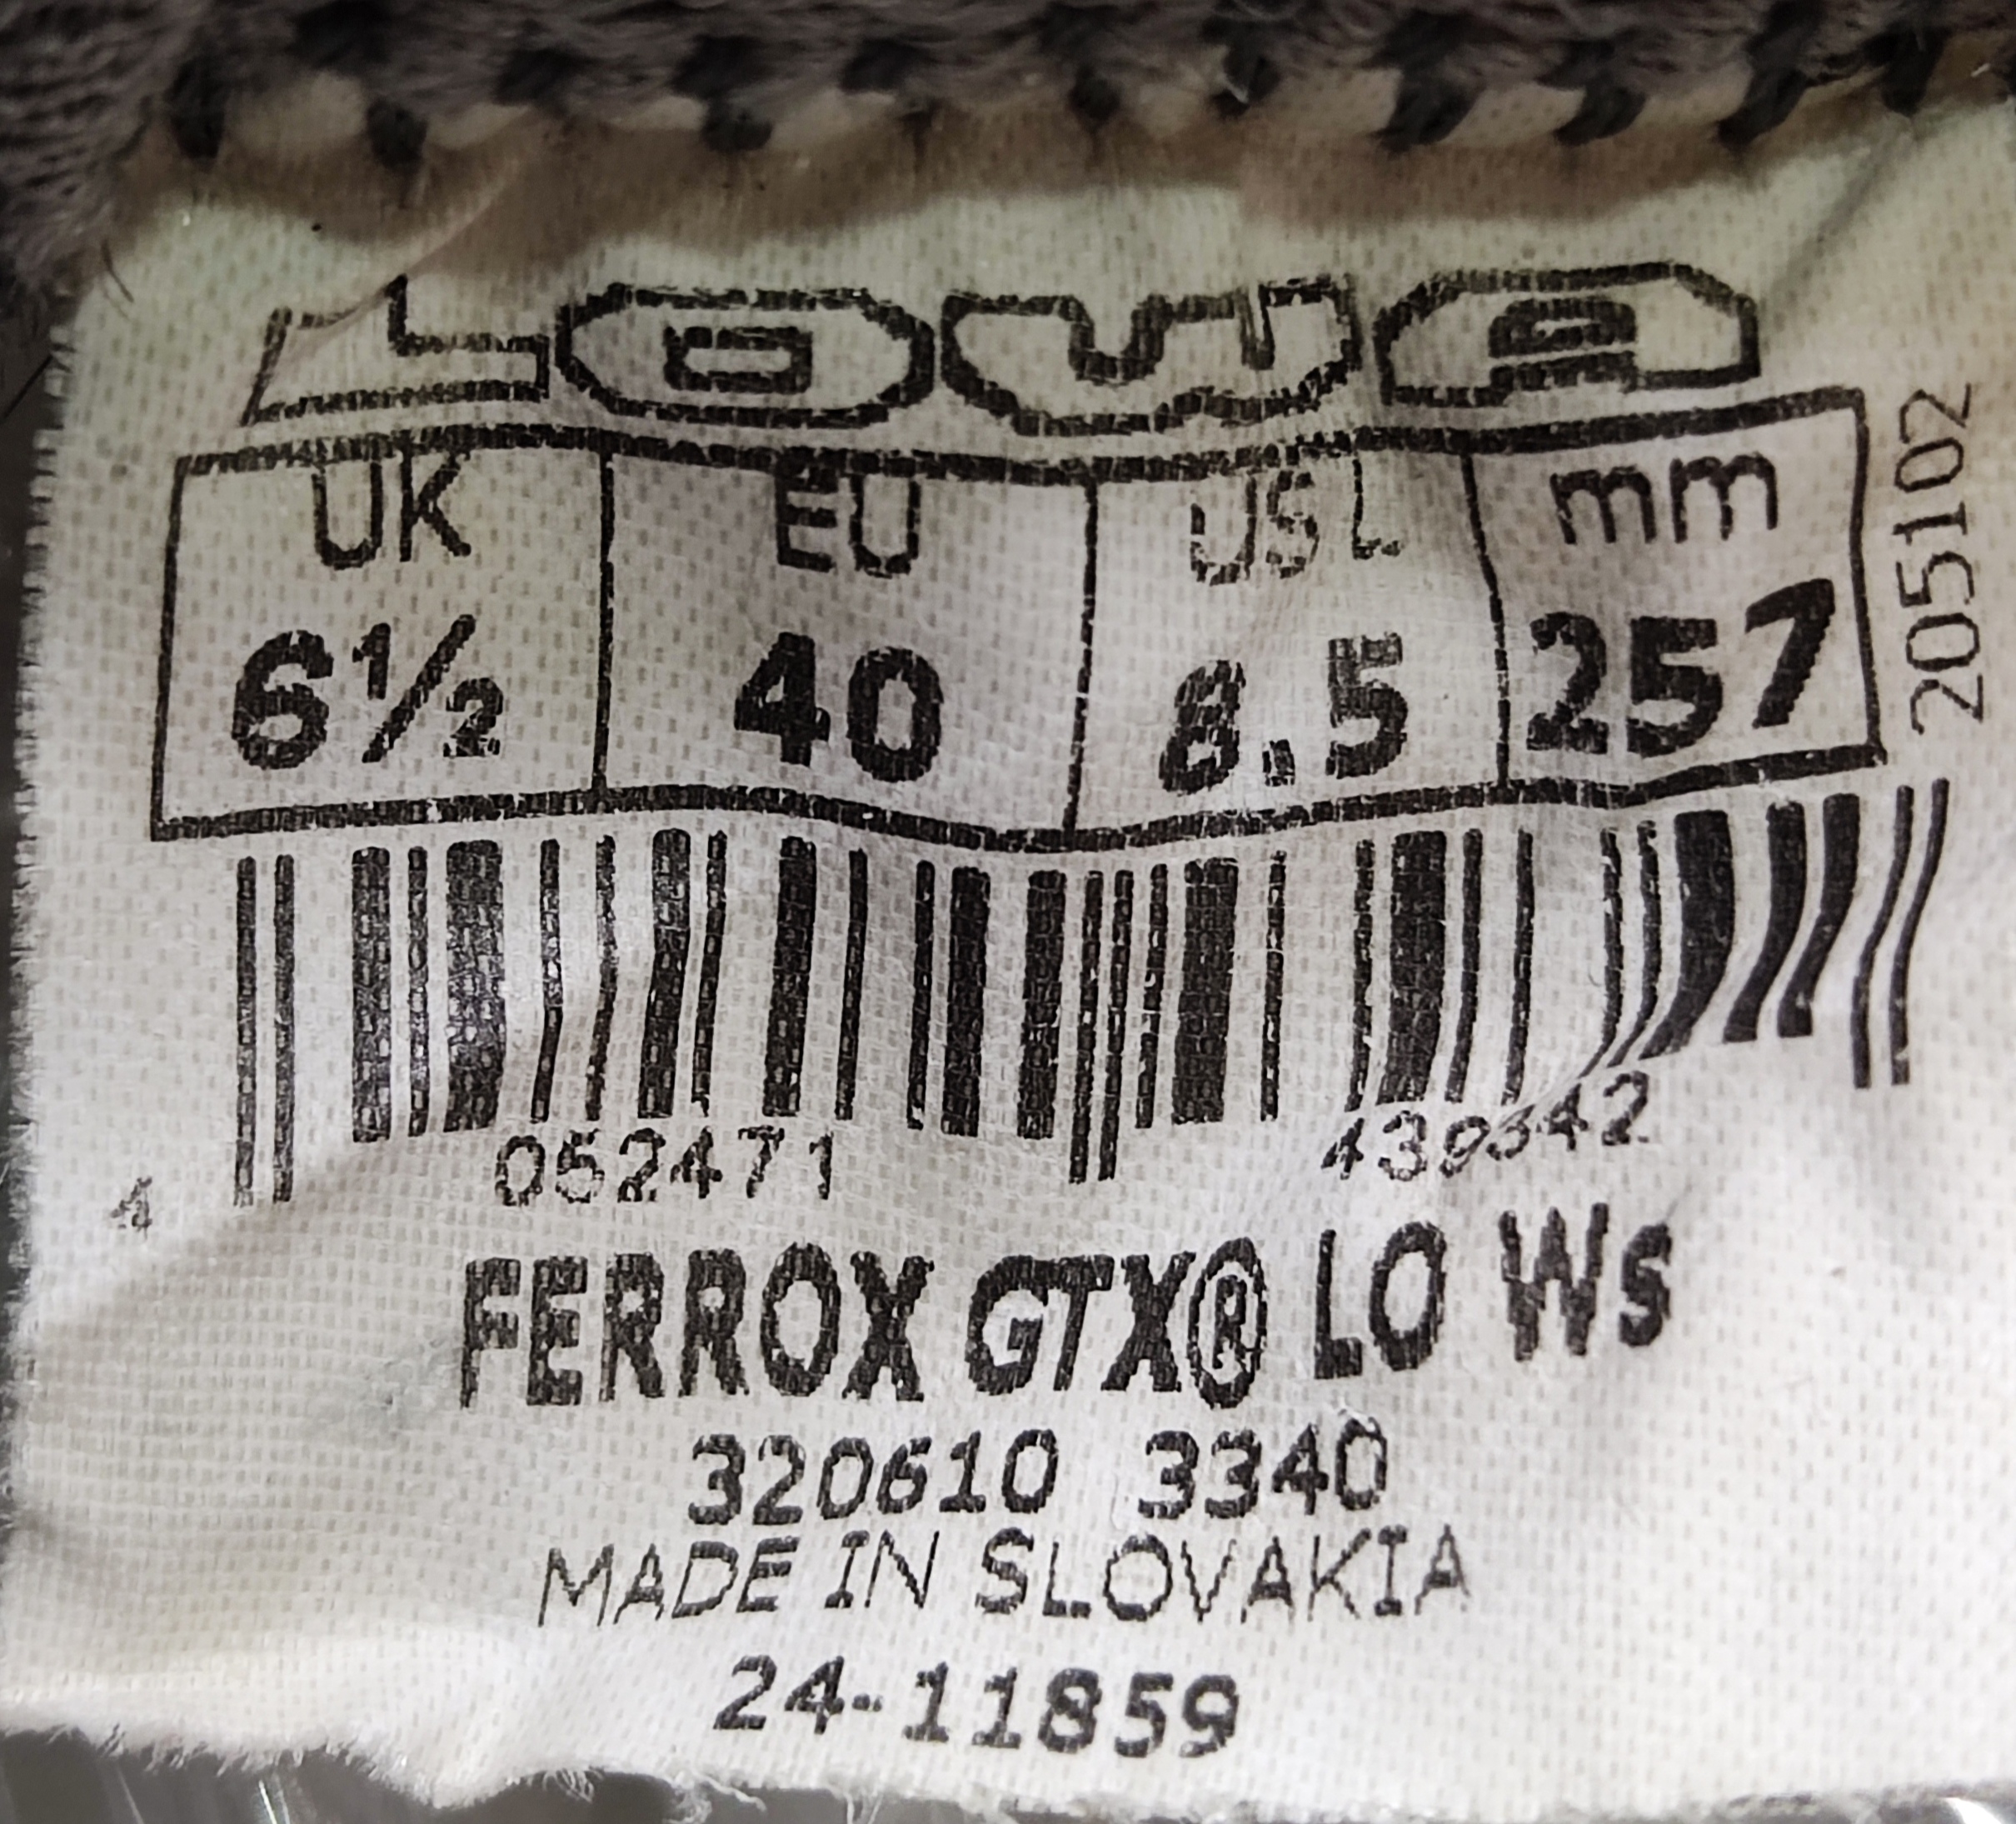 LOWA
UK EU USL mm
6½ 40 8.5 257
205102
4 052471 439342
FERROX GTX® LO Ws
320610 3340
MADE IN SLOVAKIA
24-11859